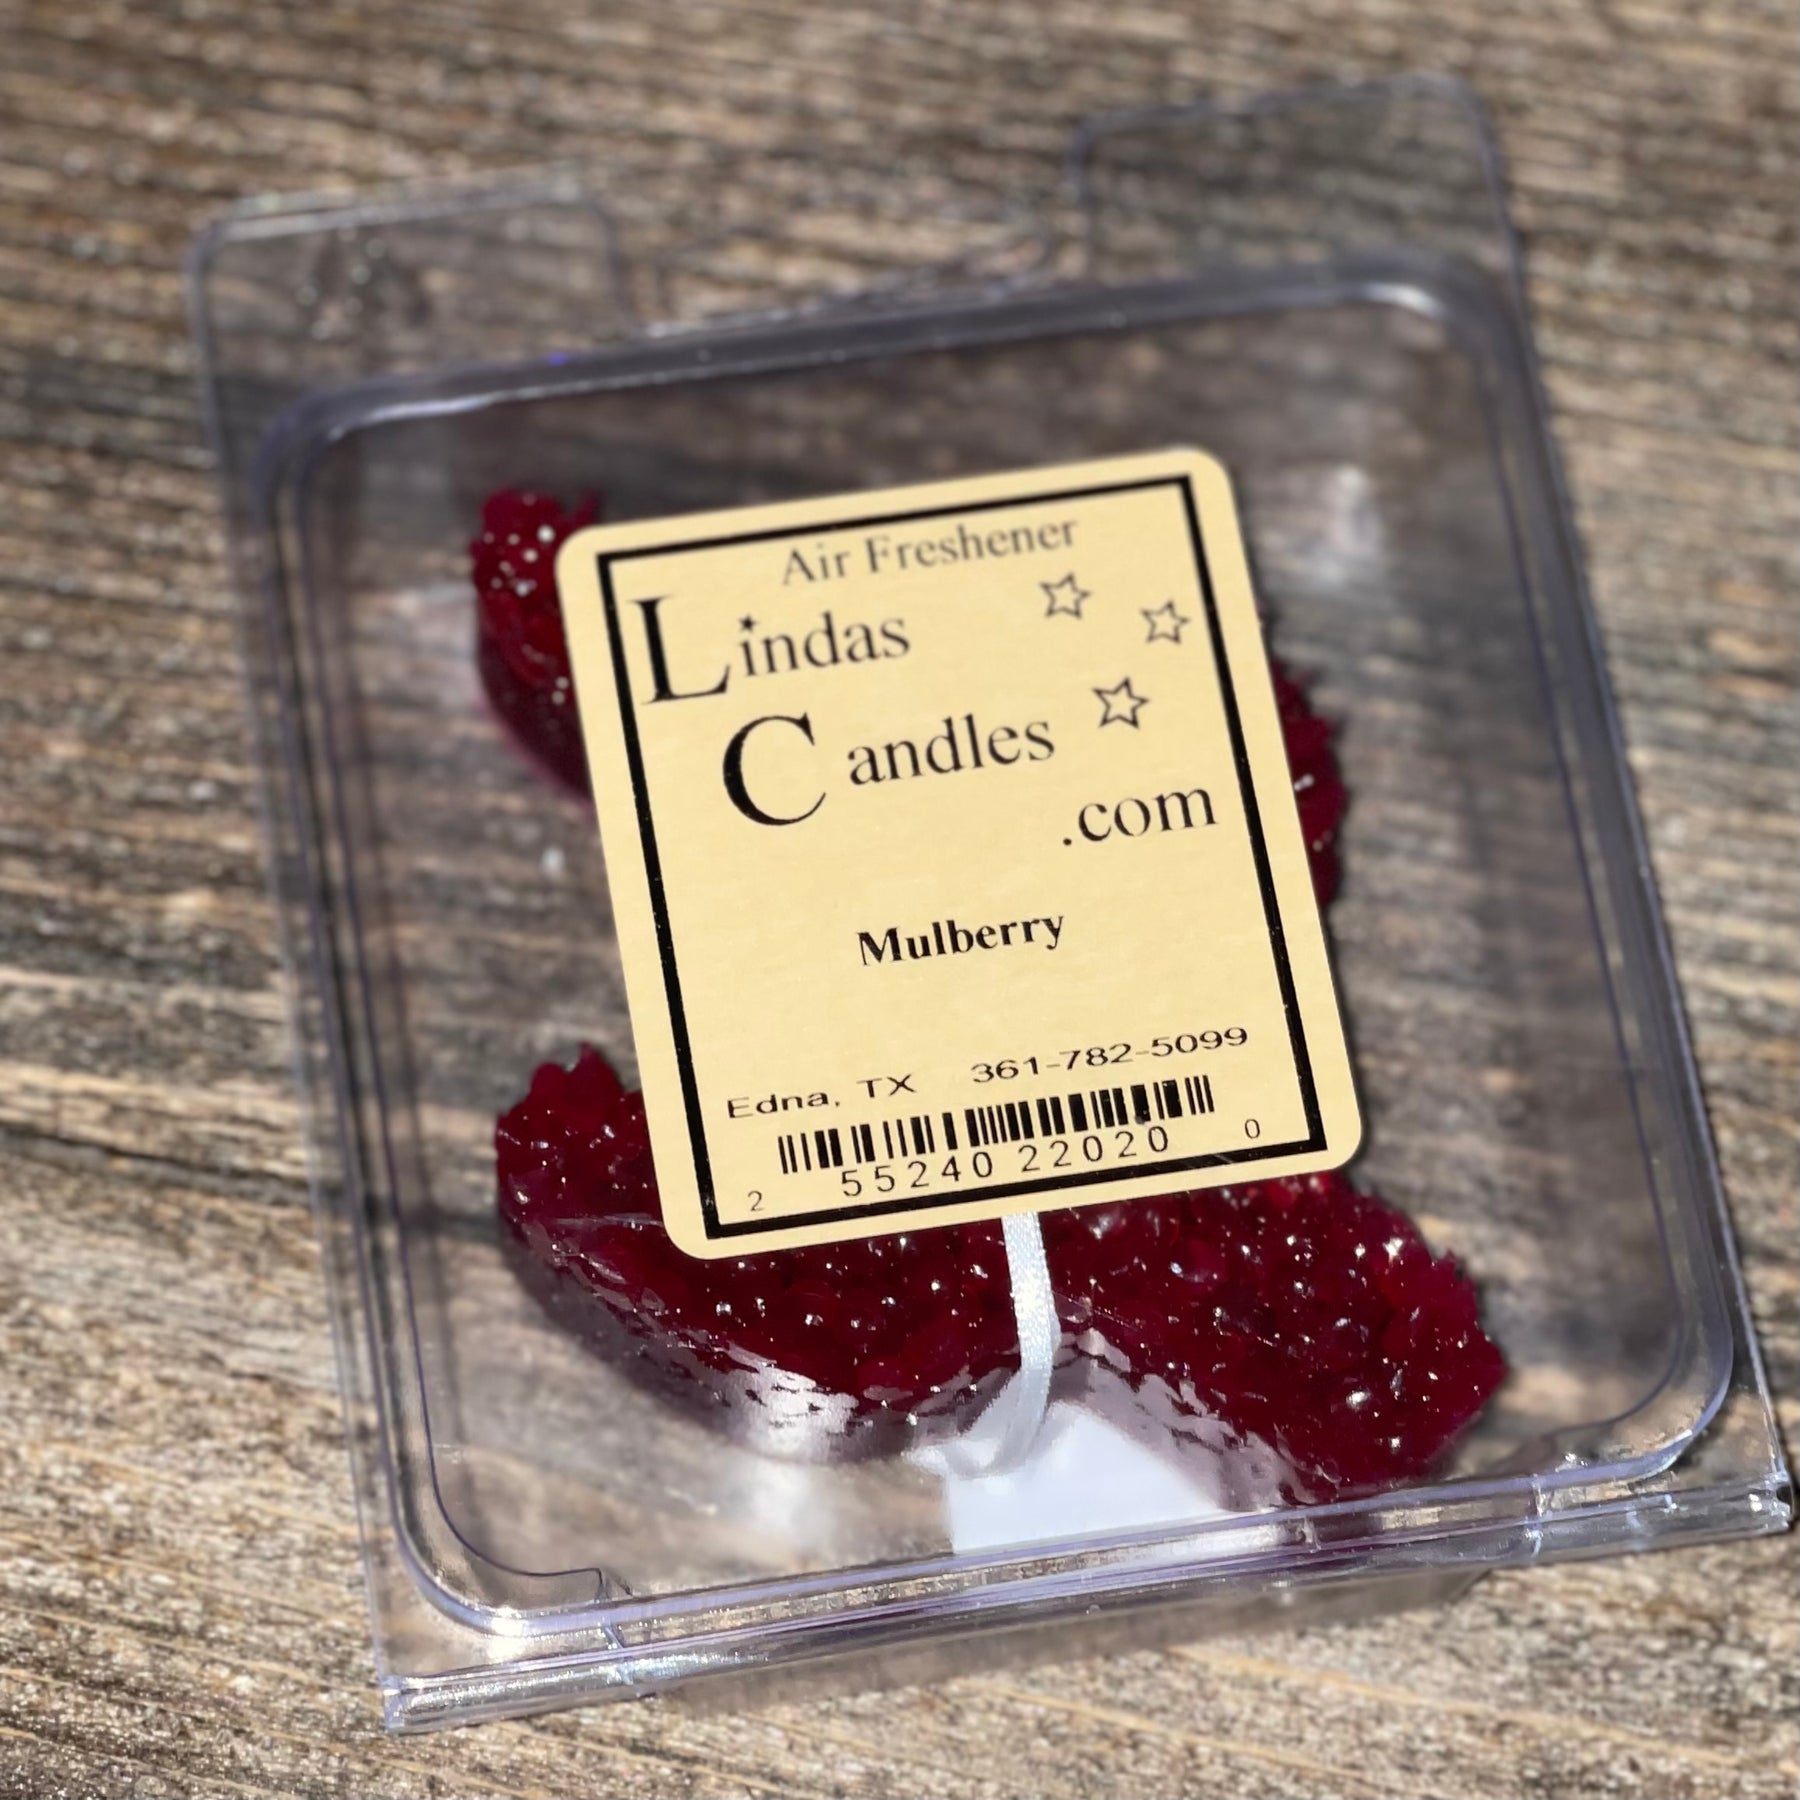 Air Freshener
Lindas
Candles
.com
Mulberry
Edna, TX 361-782-5099
2 55240 22020 0